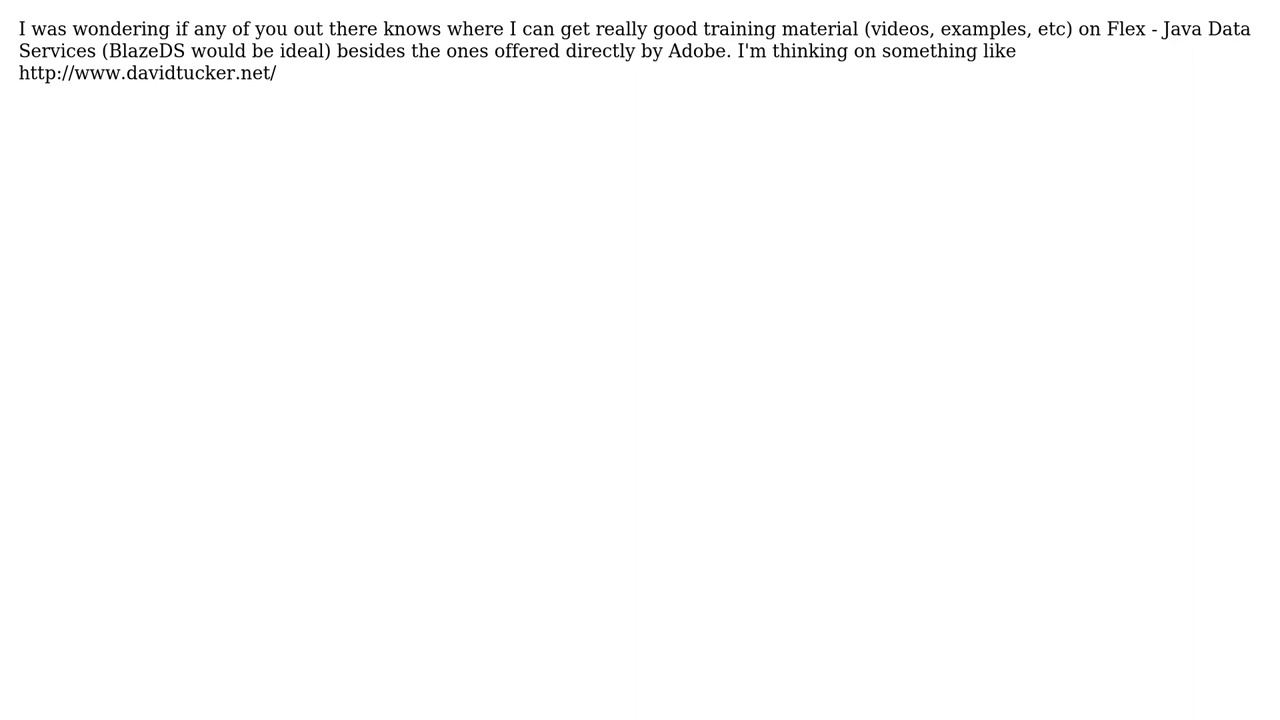 I was wondering if any of you out there knows where I can get really good training material (videos, examples, etc) on Flex - Java Data
Services (BlazeDS would be ideal) besides the ones offered directly by Adobe. I'm thinking on something like
http://www.davidtucker.net/